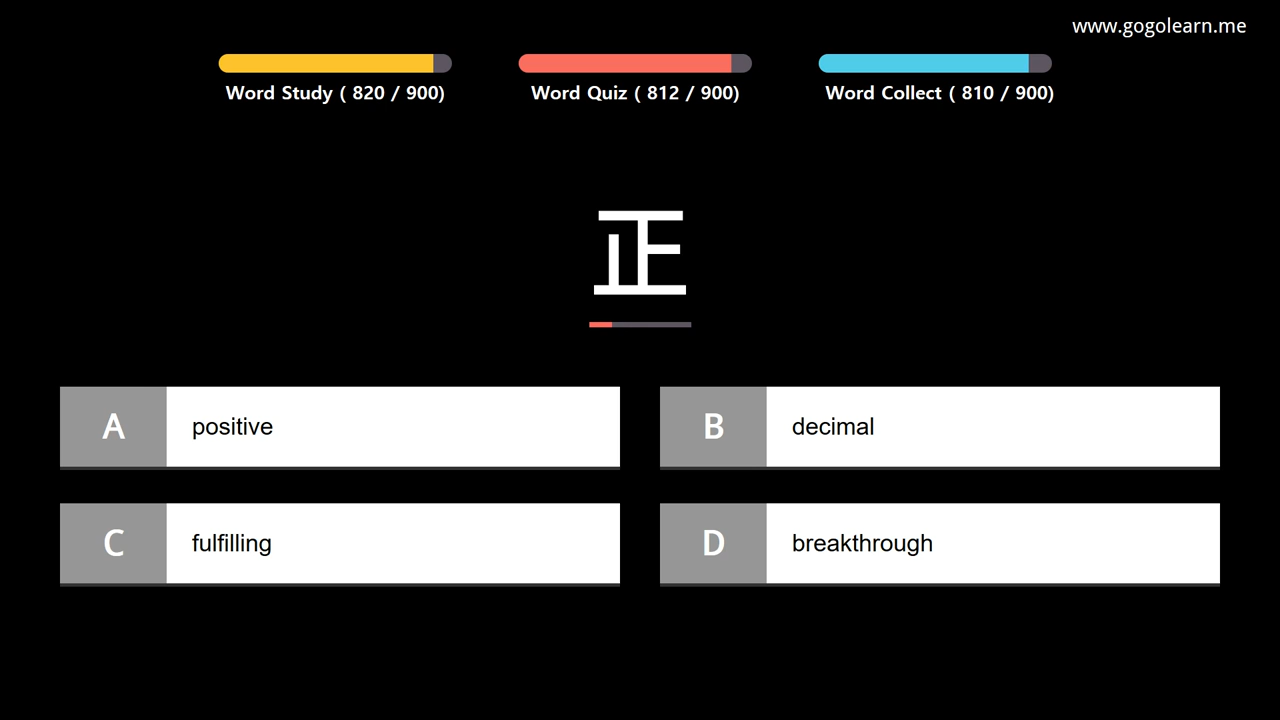 www.gogolearn.me
Word Study ( 820 / 900)
Word Quiz ( 812 / 900)
Word Collect ( 810 / 900)
正
A positive
B decimal
C fulfilling
D breakthrough